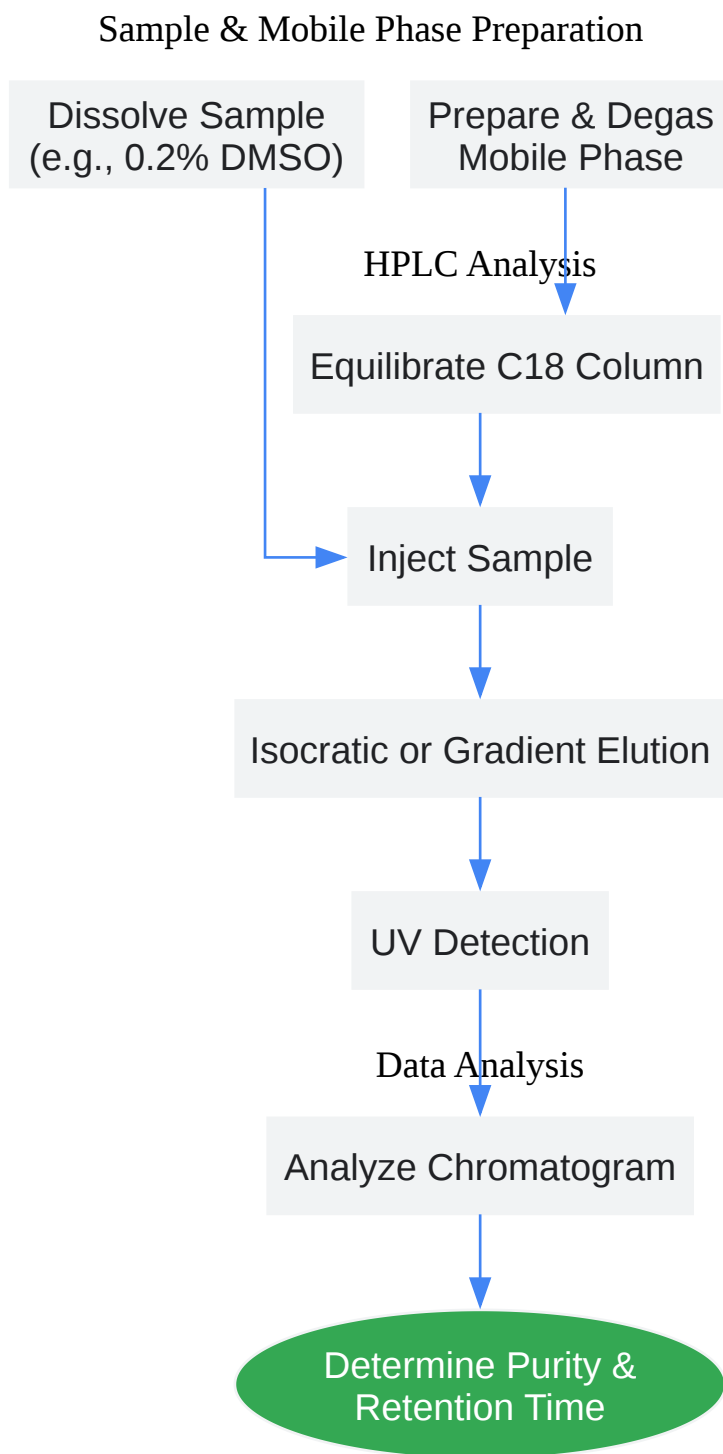 Sample & Mobile Phase Preparation
Dissolve Sample
(e.g., 0.2% DMSO)
Prepare & Degas
Mobile Phase
HPLC Analysis
Equilibrate C18 Column
Inject Sample
Isocratic or Gradient Elution
UV Detection
Data Analysis
Analyze Chromatogram
Determine Purity &
Retention Time